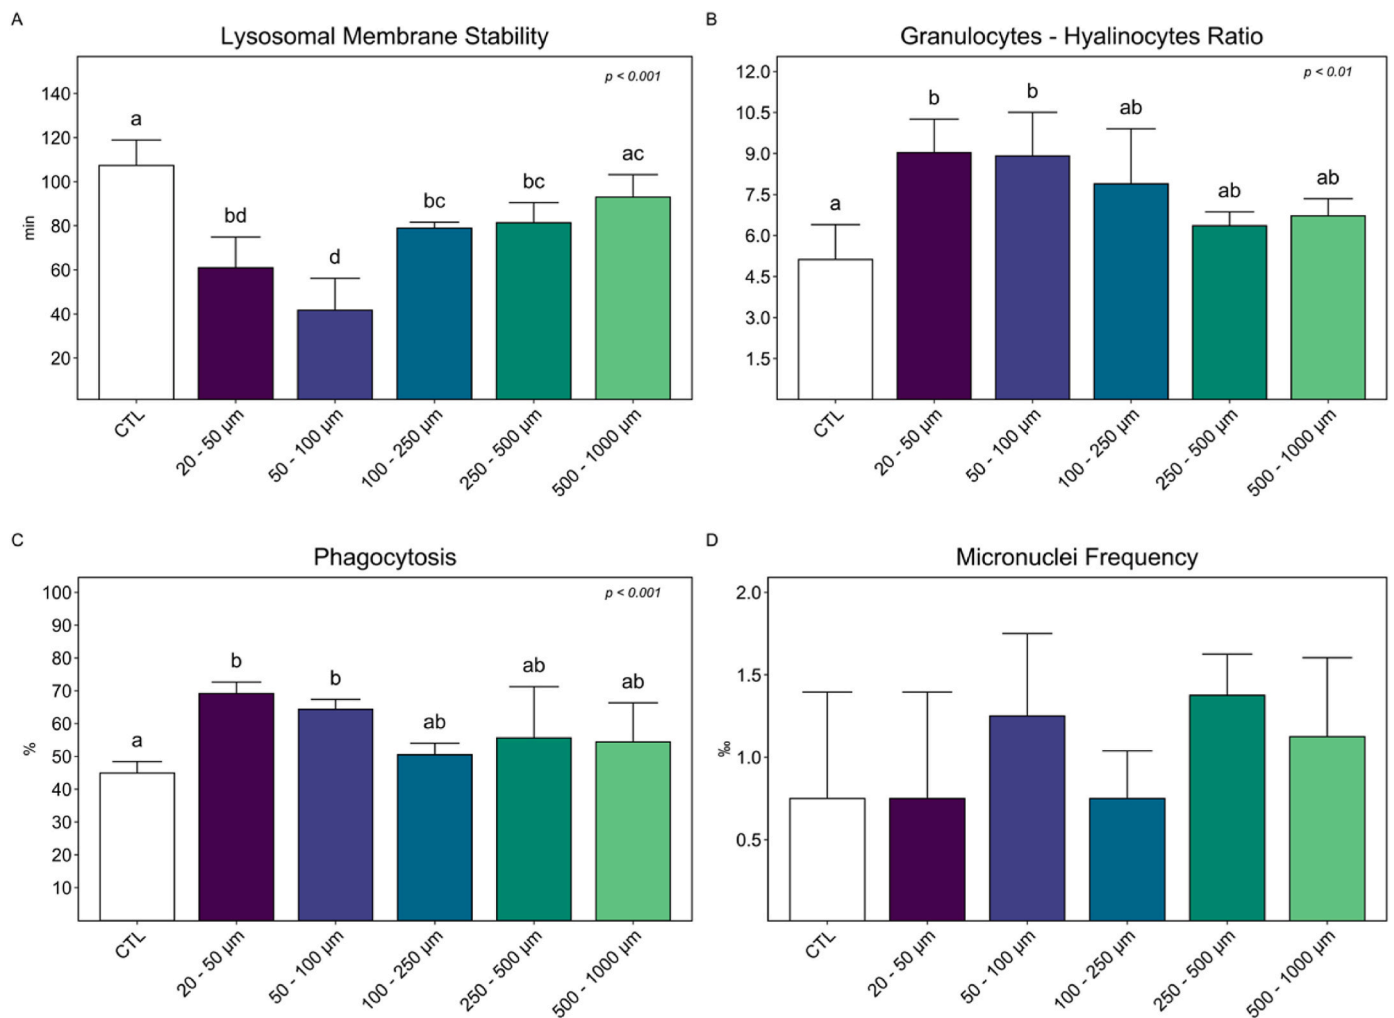 A
Lysosomal Membrane Stability
p < 0.001
min
140
120
100
80
60
40
20
a
bd
d
bc
bc
ac
CTL
20 - 50 µm
50 - 100 µm
100 - 250 µm
250 - 500 µm
500 - 1000 µm
B
Granulocytes - Hyalinocytes Ratio
p < 0.01
12.0
10.5
9.0
7.5
6.0
4.5
3.0
1.5
a
b
b
ab
ab
ab
CTL
20 - 50 µm
50 - 100 µm
100 - 250 µm
250 - 500 µm
500 - 1000 µm
C
Phagocytosis
p < 0.001
%
100
90
80
70
60
50
40
30
20
10
a
b
b
ab
ab
ab
CTL
20 - 50 µm
50 - 100 µm
100 - 250 µm
250 - 500 µm
500 - 1000 µm
D
Micronuclei Frequency
‰
2.0
1.5
1.0
0.5
CTL
20 - 50 µm
50 - 100 µm
100 - 250 µm
250 - 500 µm
500 - 1000 µm